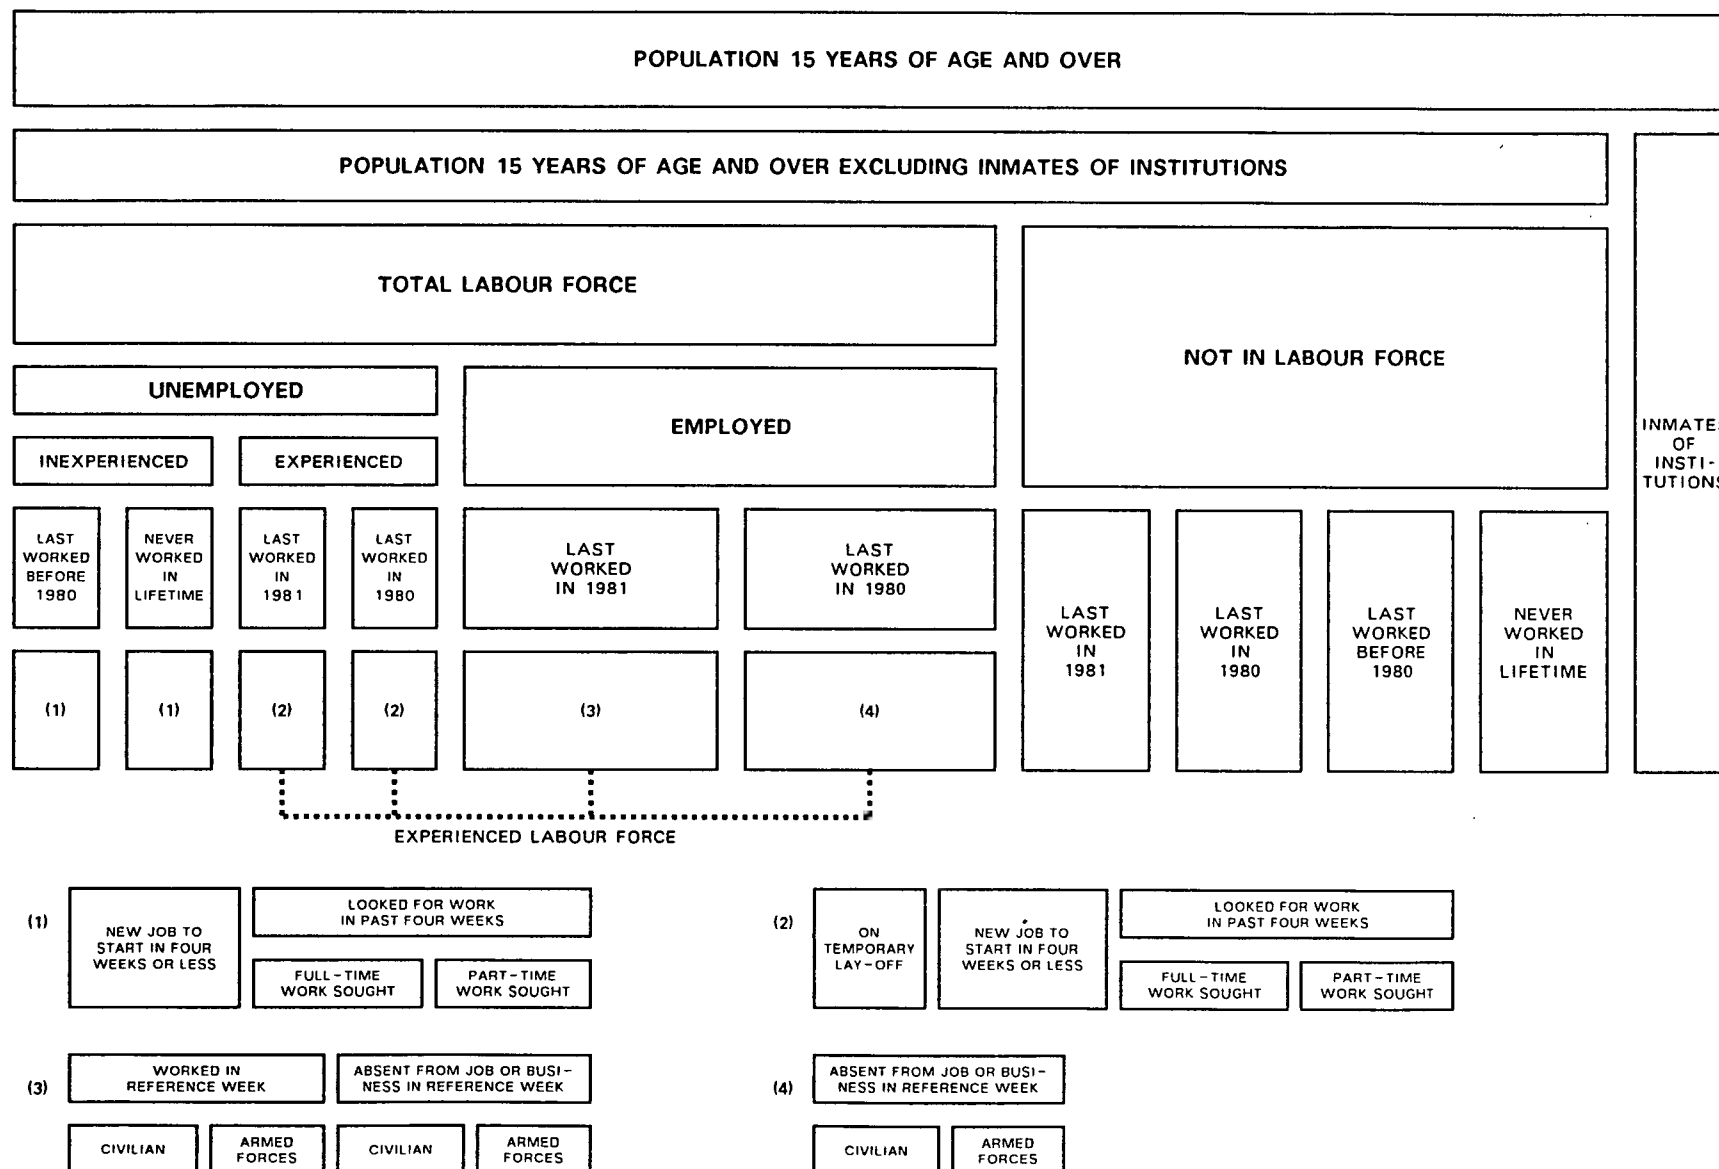 POPULATION 15 YEARS OF AGE AND OVER
POPULATION 15 YEARS OF AGE AND OVER EXCLUDING INMATES OF INSTITUTIONS
TOTAL LABOUR FORCE
NOT IN LABOUR FORCE
UNEMPLOYED
EMPLOYED
INEXPERIENCED
EXPERIENCED
INMATES
OF
INSTI-
TUTIONS
LAST
WORKED
BEFORE
1980
NEVER
WORKED
IN
LIFETIME
LAST
WORKED
IN
1981
LAST
WORKED
IN
1980
LAST
WORKED
IN 1981
LAST
WORKED
IN 1980
LAST
WORKED
IN
1981
LAST
WORKED
IN
1980
LAST
WORKED
BEFORE
1980
NEVER
WORKED
IN
LIFETIME
(1)
(1)
(2)
(2)
(3)
(4)
EXPERIENCED LABOUR FORCE
(1)
NEW JOB TO
START IN FOUR
WEEKS OR LESS
LOOKED FOR WORK
IN PAST FOUR WEEKS
FULL-TIME
WORK SOUGHT
PART-TIME
WORK SOUGHT
(2)
ON
TEMPORARY
LAY-OFF
NEW JOB TO
START IN FOUR
WEEKS OR LESS
LOOKED FOR WORK
IN PAST FOUR WEEKS
FULL-TIME
WORK SOUGHT
PART-TIME
WORK SOUGHT
(3)
WORKED IN
REFERENCE WEEK
ABSENT FROM JOB OR BUSI-
NESS IN REFERENCE WEEK
CIVILIAN
ARMED
FORCES
CIVILIAN
ARMED
FORCES
(4)
ABSENT FROM JOB OR BUSI-
NESS IN REFERENCE WEEK
CIVILIAN
ARMED
FORCES